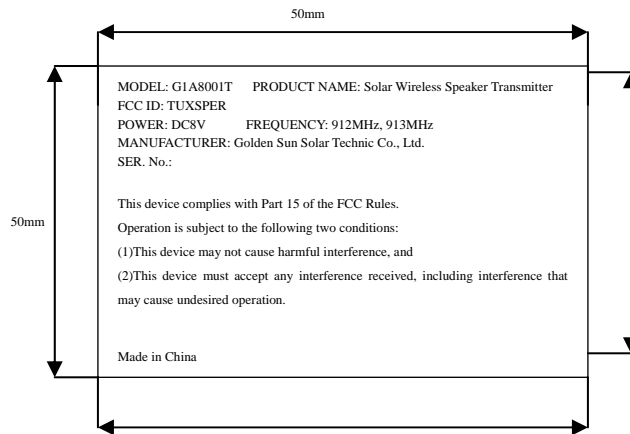 50mm
MODEL: G1A8001T PRODUCT NAME: Solar Wireless Speaker Transmitter
FCC ID: TUXSPER
POWER: DC8V FREQUENCY: 912MHz, 913MHz
MANUFACTURER: Golden Sun Solar Technic Co., Ltd.
SER. No.:
This device complies with Part 15 of the FCC Rules.
50mm
Operation is subject to the following two conditions:
(1)This device may not cause harmful interference, and
(2)This device must accept any interference received, including interference that
may cause undesired operation.
Made in China